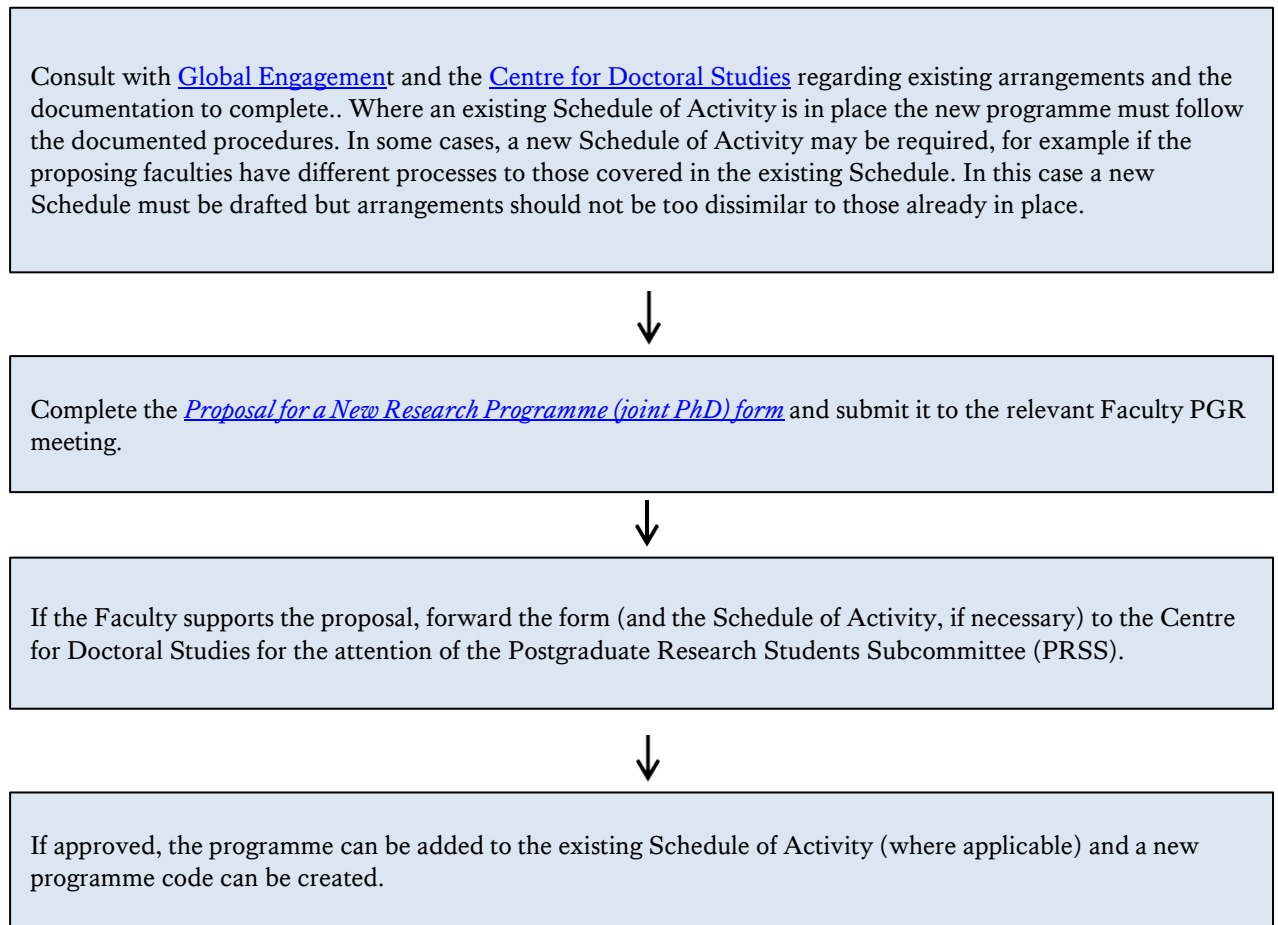 Consult with Global Engagement and the Centre for Doctoral Studies regarding existing arrangements and the
documentation to complete.. Where an existing Schedule of Activity is in place the new programme must follow
the documented procedures. In some cases, a new Schedule of Activity may be required, for example if the
proposing faculties have different processes to those covered in the existing Schedule. In this case a new
Schedule must be drafted but arrangements should not be too dissimilar to those already in place.
Complete the Proposal for a New Research Programme (joint PhD) form and submit it to the relevant Faculty PGR
meeting.
If the Faculty supports the proposal, forward the form (and the Schedule of Activity, if necessary) to the Centre
for Doctoral Studies for the attention of the Postgraduate Research Students Subcommittee (PRSS).
If approved, the programme can be added to the existing Schedule of Activity (where applicable) and a new
programme code can be created.